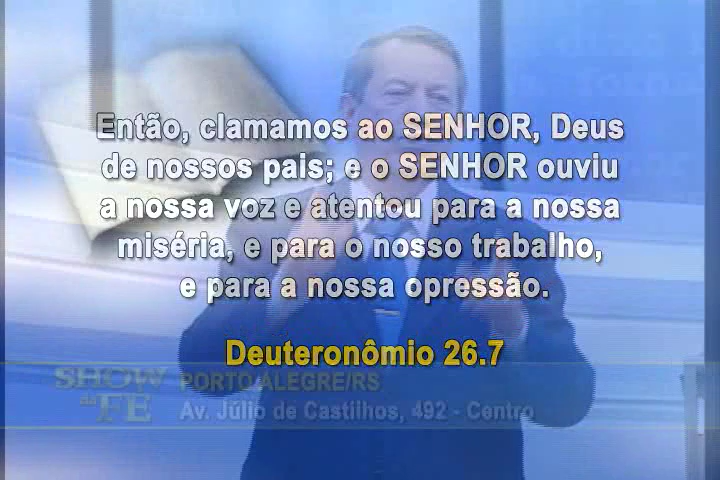 Então, clamamos ao SENHOR, Deus
de nossos pais; e o SENHOR ouviu
a nossa voz e atentou para a nossa
miséria, e para o nosso trabalho,
e para a nossa opressão.
Deuteronômio 26.7
SHOW da FÉ
PORTO ALEGRE/RS
Av. Júlio de Castilhos, 492 - Centro